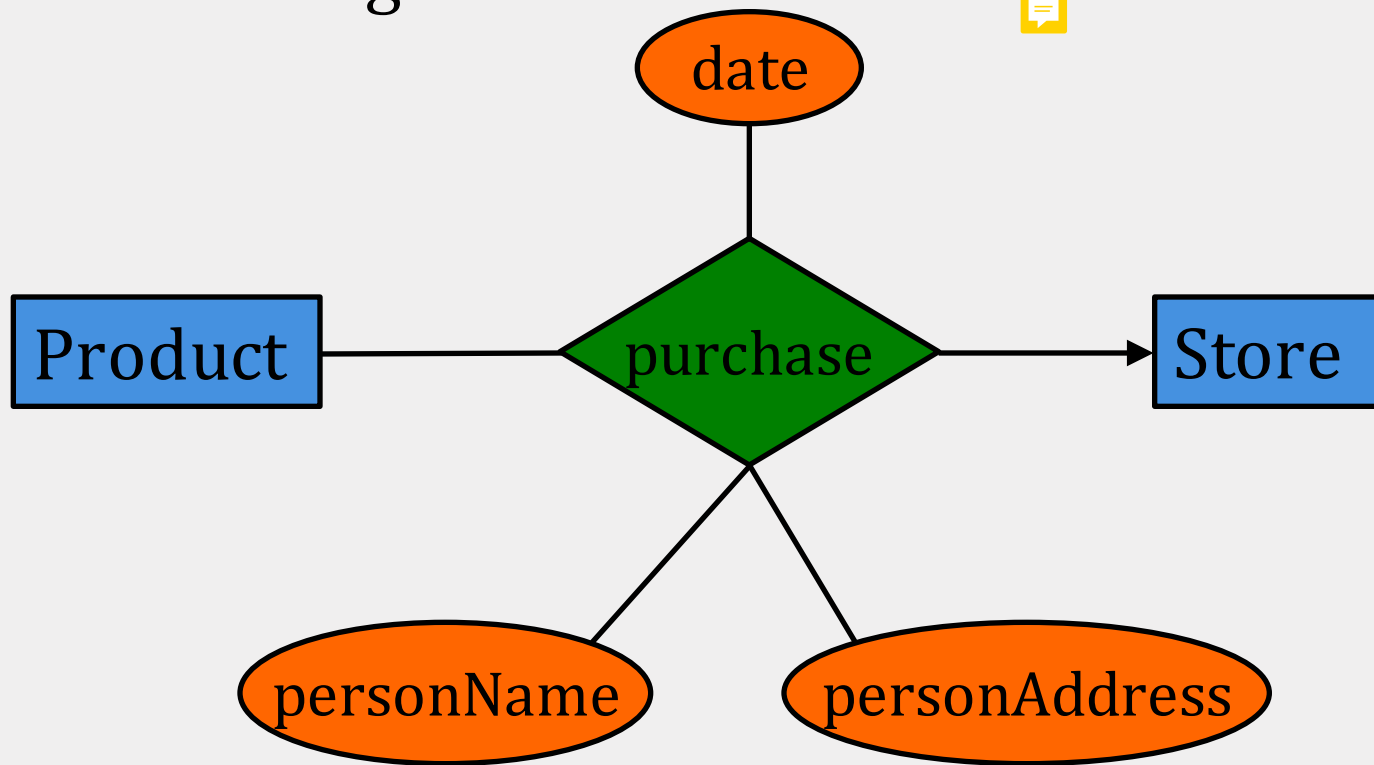 date
Product
purchase
Store
personName
personAddress